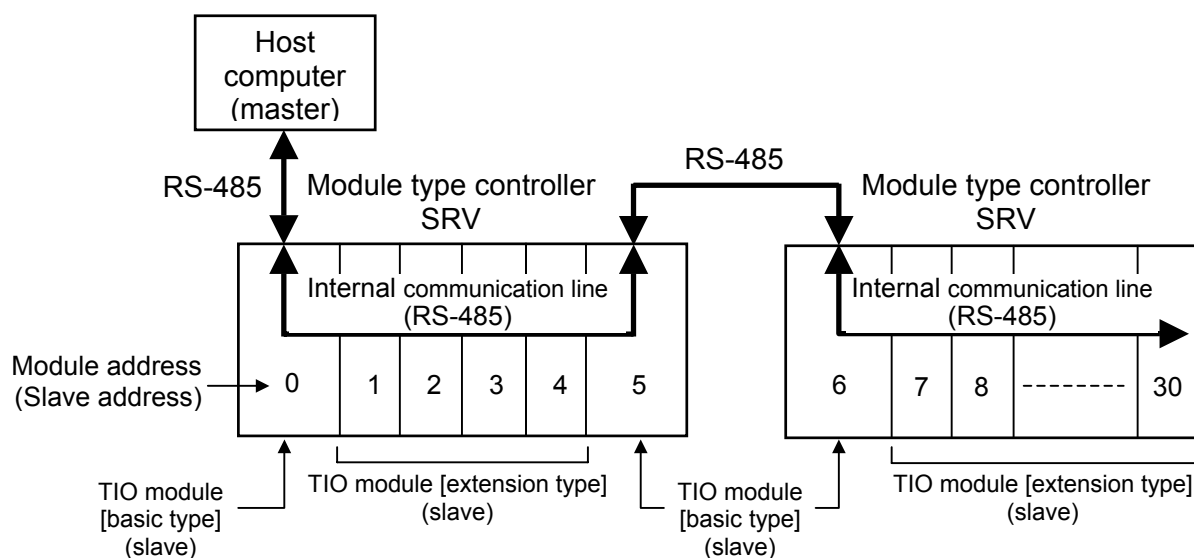 Host
computer
(master)
RS-485
RS-485
Module type controller
SRV
Module type controller
SRV
Internal communication line
(RS-485)
Internal communication line
(RS-485)
Module address
(Slave address)
0 1 2 3 4 5
6 7 8 -------- 30
TIO module
[basic type]
(slave)
TIO module [extension type]
(slave)
TIO module
[basic type]
(slave)
TIO module [extension type]
(slave)